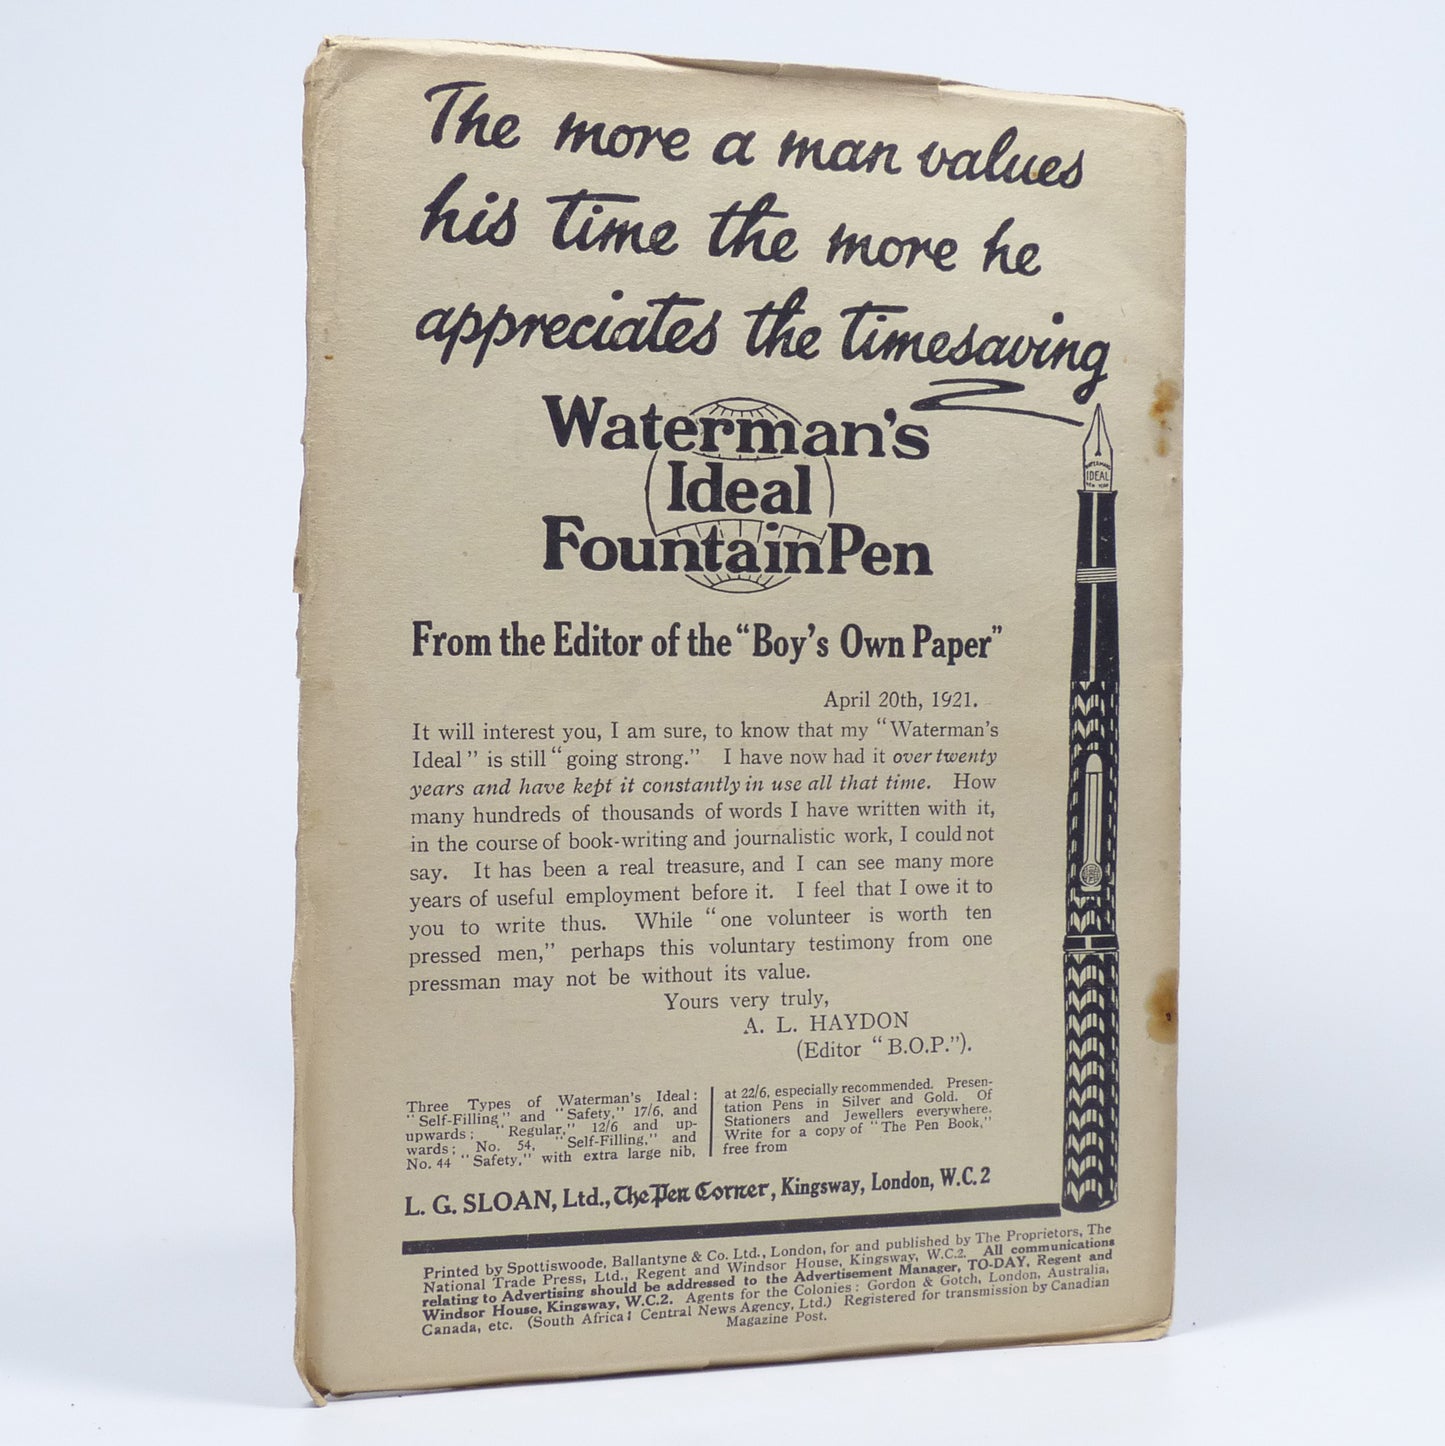 The more a man values
his time the more he
appreciates the timesaving
Waterman's
Ideal
FountainPen
WATERMANS
IDEAL
NEW YORK
From the Editor of the "Boy's Own Paper"
April 20th, 1921.
It will interest you, I am sure, to know that my "Waterman's
Ideal" is still "going strong." I have now had it over twenty
years and have kept it constantly in use all that time. How
many hundreds of thousands of words I have written with it,
in the course of book-writing and journalistic work, I could not
say. It has been a real treasure, and I can see many more
years of useful employment before it. I feel that I owe it to
you to write thus. While "one volunteer is worth ten
pressed men," perhaps this voluntary testimony from one
pressman may not be without its value.
Yours very truly,
A. L. HAYDON
(Editor "B.O.P.").
Three Types of Waterman's Ideal:
"Self-Filling" and "Safety," 17/6, and
upwards; "Regular," 12/6 and up-
wards; No. 54, "Self-Filling," and
No. 44 "Safety," with extra large nib,
at 22/6, especially recommended. Presen-
tation Pens in Silver and Gold. Of
Stationers and Jewellers everywhere.
Write for a copy of "The Pen Book,"
free from
L. G. SLOAN, Ltd., The Pen Corner, Kingsway, London, W.C.2
Printed by Spottiswoode, Ballantyne & Co. Ltd., London, for and published by The Proprietors, The
National Trade Press, Ltd., Regent and Windsor House, Kingsway, W.C.2. All communications
relating to Advertising should be addressed to the Advertisement Manager, TO-DAY, Regent and
Windsor House, Kingsway, W.C.2. Agents for the Colonies: Gordon & Gotch, London, Australia,
Canada, etc. (South Africa: Central News Agency, Ltd.) Registered for transmission by Canadian
Magazine Post.